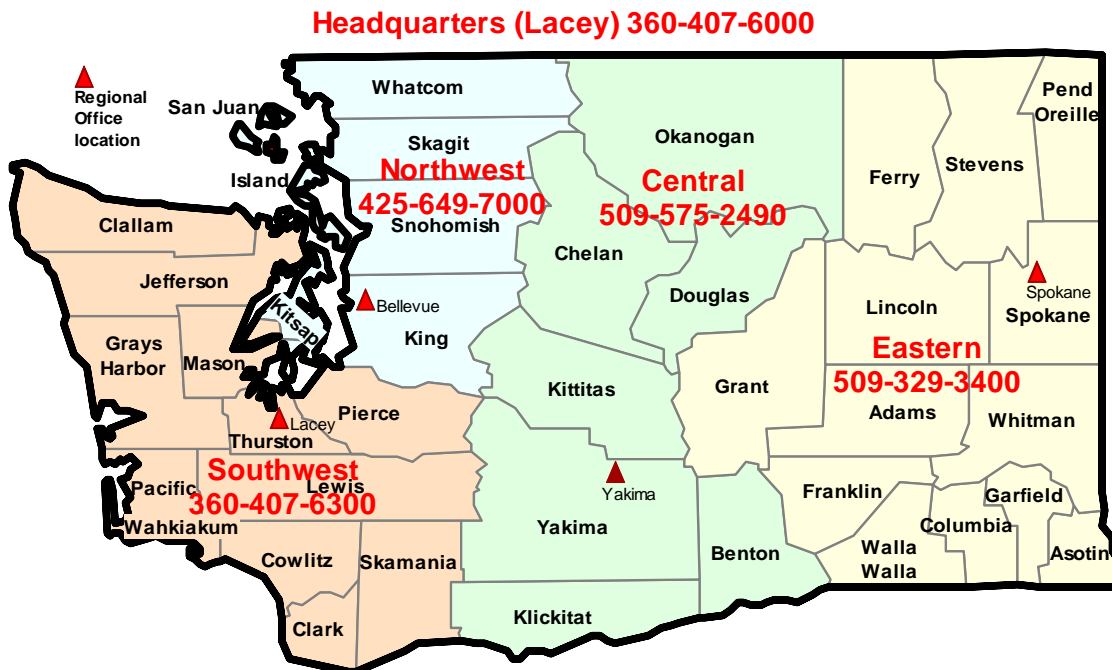 Headquarters (Lacey) 360-407-6000
Regional
Office
location
San Juan
Island
Whatcom
Skagit
Northwest
425-649-7000
Snohomish
King
Bellevue
Kitsap
Okanogan
Central
509-575-2490
Chelan
Douglas
Kittitas
Yakima
Yakima
Benton
Klickitat
Ferry
Stevens
Pend
Oreille
Lincoln
Spokane
Spokane
Eastern
509-329-3400
Grant
Adams
Whitman
Franklin
Walla
Walla
Columbia
Garfield
Asotin
Clallam
Jefferson
Grays
Harbor
Mason
Lacey
Thurston
Pierce
Southwest
360-407-6300
Lewis
Pacific
Wahkiakum
Cowlitz
Skamania
Clark